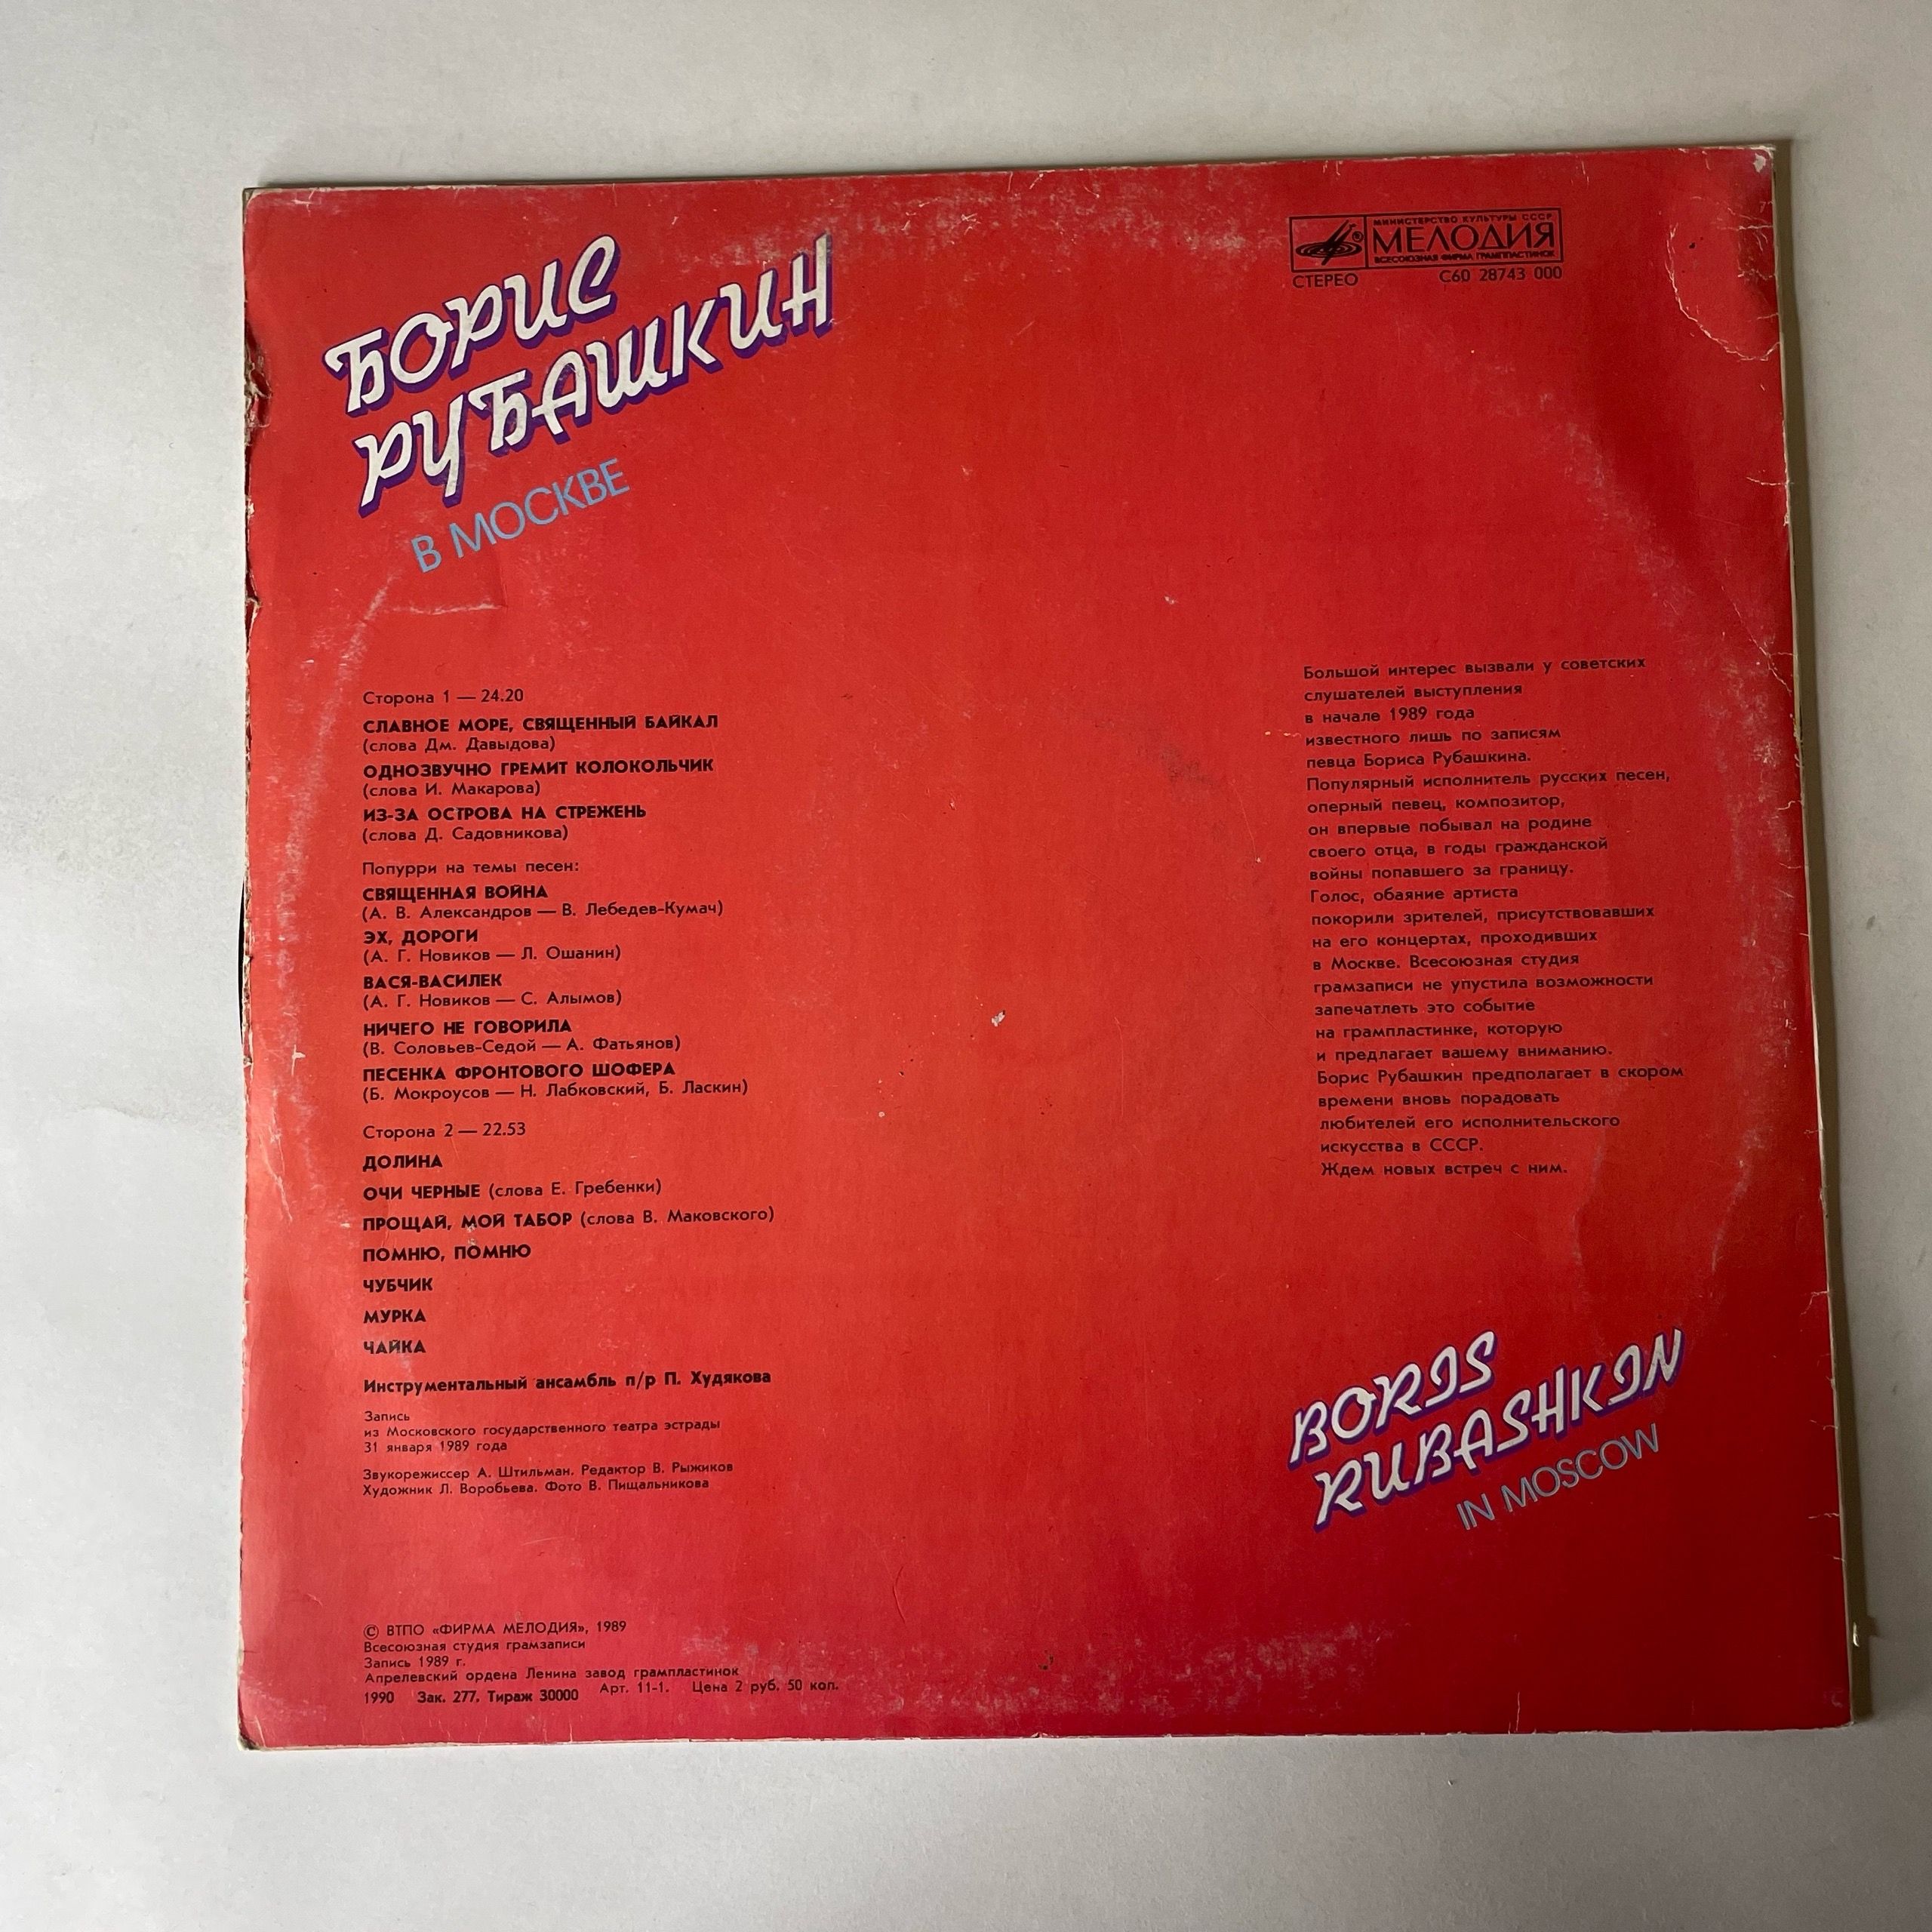 БОРИС
РУБАШКИН
В МОСКВЕ
МИНИСТЕРСТВО КУЛЬТУРЫ СССР
МЕЛОДИЯ
ВСЕСОЮЗНАЯ ФИРМА ГРАМПЛАСТИНОК
СТЕРЕО С60 28743 000
Сторона 1 — 24.20
СЛАВНОЕ МОРЕ, СВЯЩЕННЫЙ БАЙКАЛ
(слова Дм. Давыдова)
ОДНОЗВУЧНО ГРЕМИТ КОЛОКОЛЬЧИК
(слова И. Макарова)
ИЗ-ЗА ОСТРОВА НА СТРЕЖЕНЬ
(слова Д. Садовникова)
Попурри на темы песен:
СВЯЩЕННАЯ ВОЙНА
(А. В. Александров — В. Лебедев-Кумач)
ЭХ, ДОРОГИ
(А. Г. Новиков — Л. Ошанин)
ВАСЯ-ВАСИЛЕК
(А. Г. Новиков — С. Алымов)
НИЧЕГО НЕ ГОВОРИЛА
(В. Соловьев-Седой — А. Фатьянов)
ПЕСЕНКА ФРОНТОВОГО ШОФЕРА
(Б. Мокроусов — Н. Лабковский, Б. Ласкин)
Сторона 2 — 22.53
ДОЛИНА
ОЧИ ЧЕРНЫЕ (слова Е. Гребенки)
ПРОЩАЙ, МОЙ ТАБОР (слова В. Маковского)
ПОМНЮ, ПОМНЮ
ЧУБЧИК
МУРКА
ЧАЙКА
Инструментальный ансамбль п/р П. Худякова
Запись
из Московского государственного театра эстрады
31 января 1989 года
Звукорежиссер А. Штильман. Редактор В. Рыжиков
Художник Л. Воробьева. Фото В. Пищальникова
Большой интерес вызвали у советских
слушателей выступления
в начале 1989 года
известного лишь по записям
певца Бориса Рубашкина.
Популярный исполнитель русских песен,
оперный певец, композитор,
он впервые побывал на родине
своего отца, в годы гражданской
войны попавшего за границу.
Голос, обаяние артиста
покорили зрителей, присутствовавших
на его концертах, проходивших
в Москве. Всесоюзная студия
грамзаписи не упустила возможности
запечатлеть это событие
на грампластинке, которую
и предлагает вашему вниманию.
Борис Рубашкин предполагает в скором
времени вновь порадовать
любителей его исполнительского
искусства в СССР.
Ждем новых встреч с ним.
BORIS
RUBASHKIN
IN MOSCOW
© ВТПО «ФИРМА МЕЛОДИЯ», 1989
Всесоюзная студия грамзаписи
Запись 1989 г.
Апрелевский ордена Ленина завод грампластинок
1990 Зак. 277. Тираж 30000 Арт. 11-1. Цена 2 руб. 50 коп.